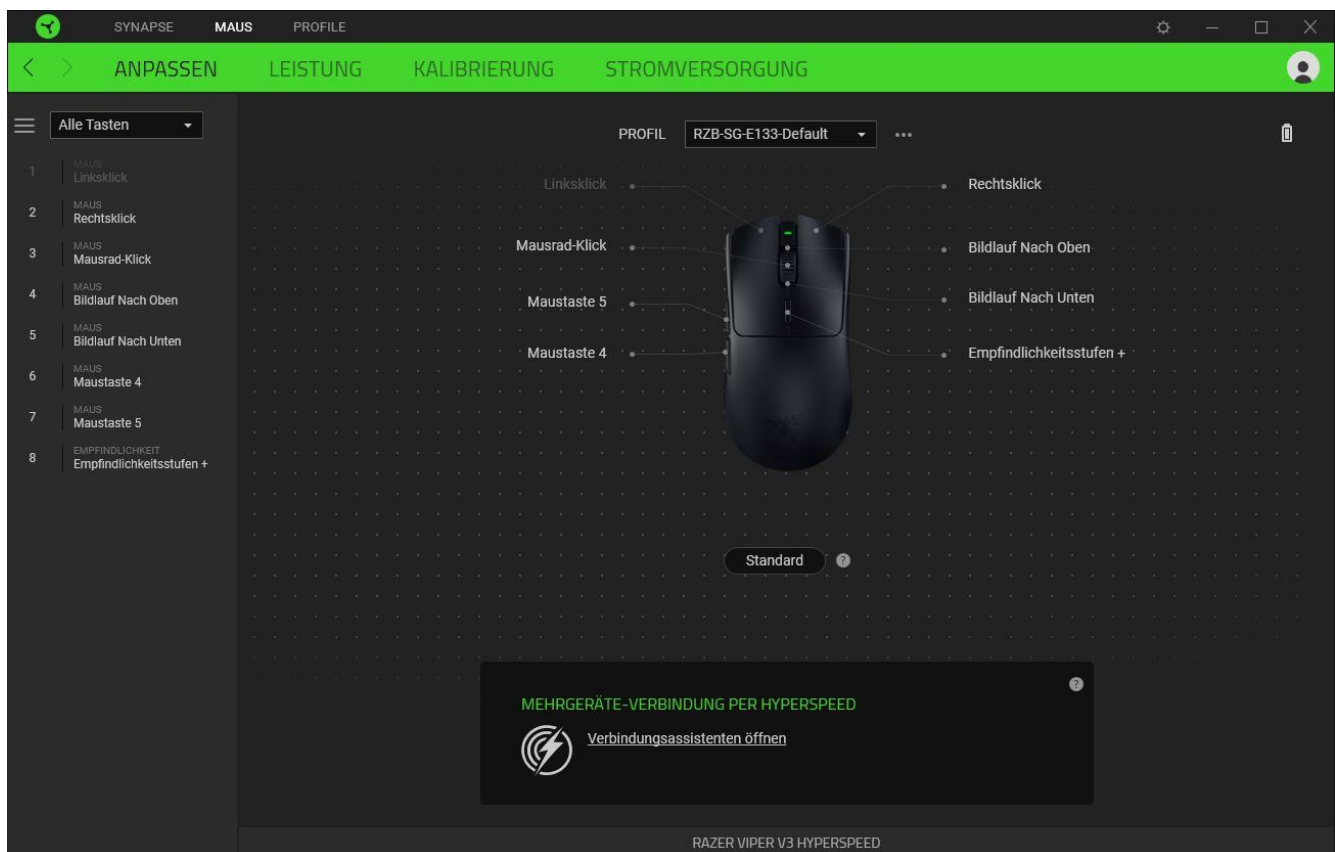 SYNAPSE MAUS PROFILE
ANPASSEN LEISTUNG KALIBRIERUNG STROMVERSORGUNG
Alle Tasten
PROFIL RZB-SG-E133-Default
1 MAUS
Linksklick
2 MAUS
Rechtsklick
3 MAUS
Mausrad-Klick
4 MAUS
Bildlauf Nach Oben
5 MAUS
Bildlauf Nach Unten
6 MAUS
Maustaste 4
7 MAUS
Maustaste 5
8 EMPFINDLICHKEIT
Empfindlichkeitsstufen +
Linksklick
Mausrad-Klick
Maustaste 5
Maustaste 4
Rechtsklick
Bildlauf Nach Oben
Bildlauf Nach Unten
Empfindlichkeitsstufen +
Standard ?
MEHRGERÄTE-VERBINDUNG PER HYPERSPEED ?
Verbindungsassistenten öffnen
RAZER VIPER V3 HYPERSPEED